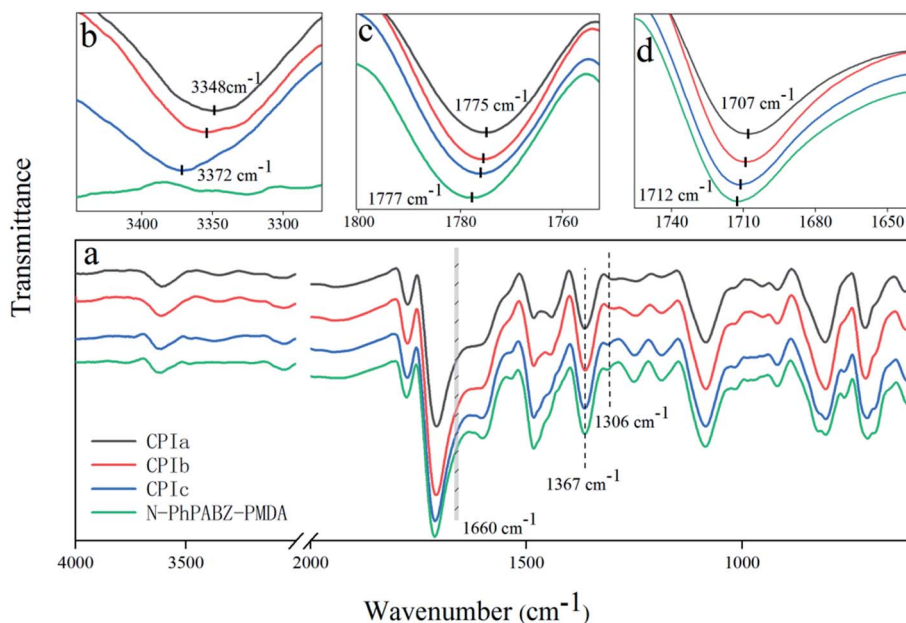 b
3348cm-1
3372 cm-1
3400
3300
c
1775 cm-1
1777 cm-1
1800
1780
1760
d
1707 cm-1
1712 cm-1
1740
1710
1680
1650
Transmittance
a
CPIa
CPIb
CPIc
N-PhPABZ-PMDA
1660 cm-1
1367 cm-1
1306 cm-1
4000
3500
2000
1500
1000
Wavenumber (cm-1)